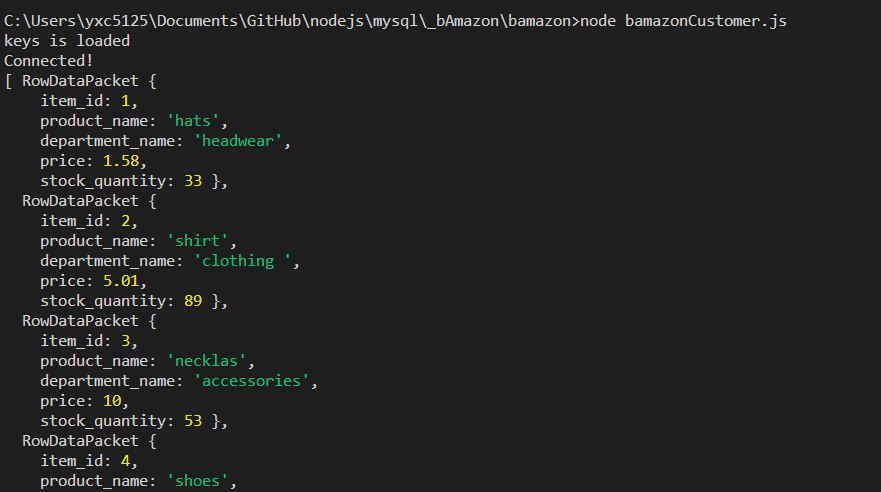 C:\Users\yxc5125\Documents\GitHub\nodejs\mysql\_bAmazon\bamazon>node bamazonCustomer.js
keys is loaded
Connected!
[ RowDataPacket {
    item_id: 1,
    product_name: 'hats',
    department_name: 'headwear',
    price: 1.58,
    stock_quantity: 33 },
  RowDataPacket {
    item_id: 2,
    product_name: 'shirt',
    department_name: 'clothing ',
    price: 5.01,
    stock_quantity: 89 },
  RowDataPacket {
    item_id: 3,
    product_name: 'necklas',
    department_name: 'accessories',
    price: 10,
    stock_quantity: 53 },
  RowDataPacket {
    item_id: 4,
    product_name: 'shoes',